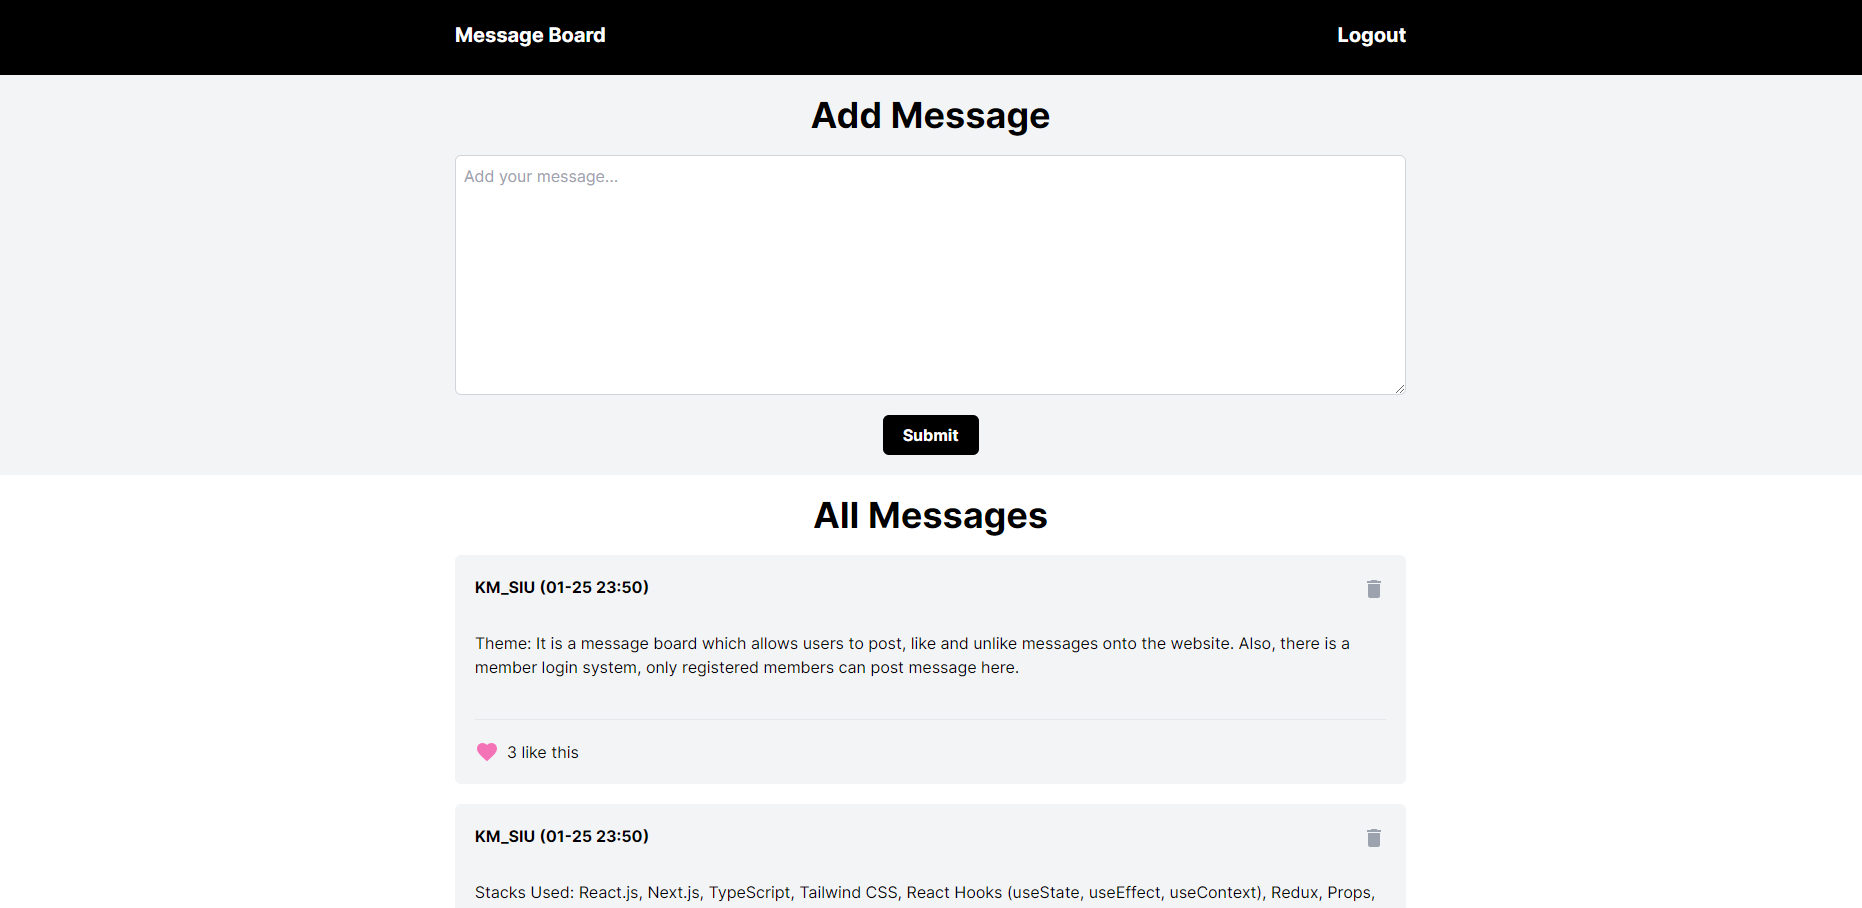 Message Board
Logout
Add Message
Add your message...
Submit
All Messages
KM_SIU (01-25 23:50)
Theme: It is a message board which allows users to post, like and unlike messages onto the website. Also, there is a
member login system, only registered members can post message here.
3 like this
KM_SIU (01-25 23:50)
Stacks Used: React.js, Next.js, TypeScript, Tailwind CSS, React Hooks (useState, useEffect, useContext), Redux, Props,